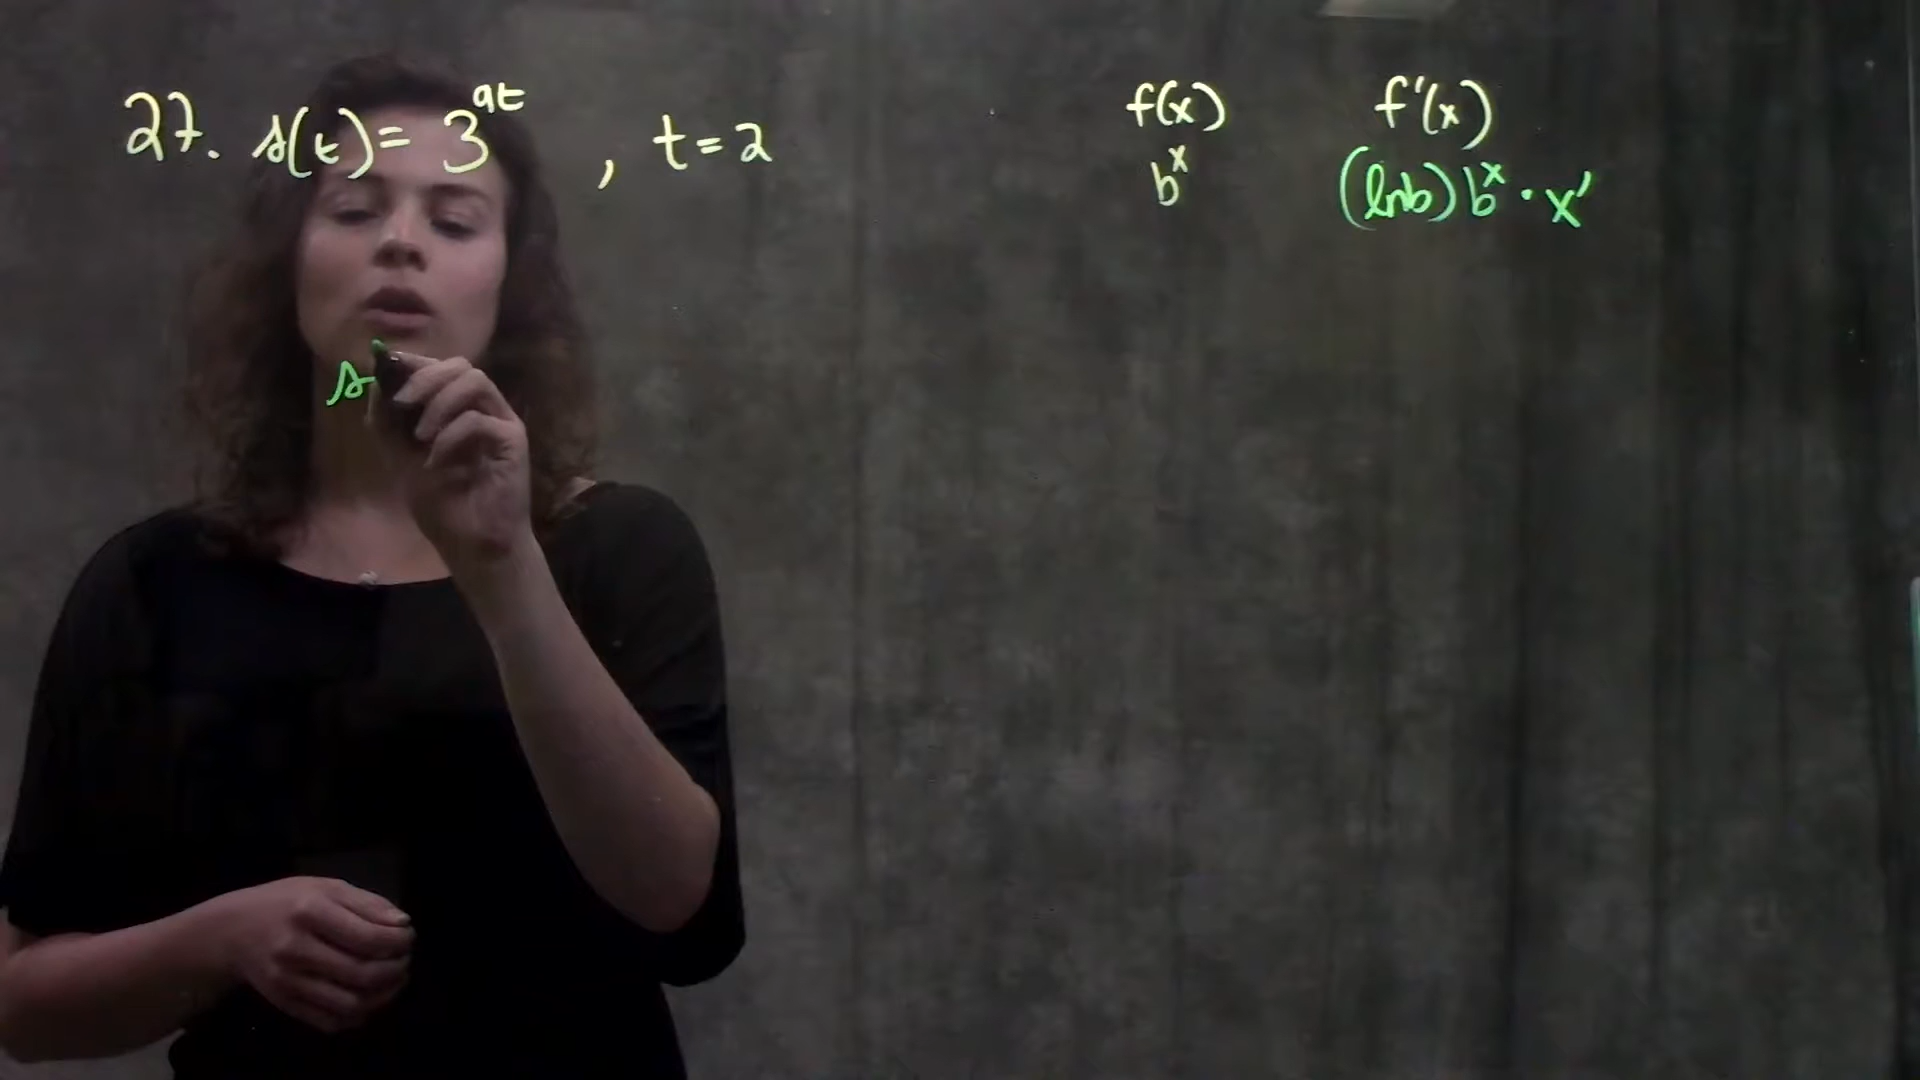 27. s(t) = 3^{9t} , t = 2
f(x) f'(x)
b^x (ln b) b^x · x'
s